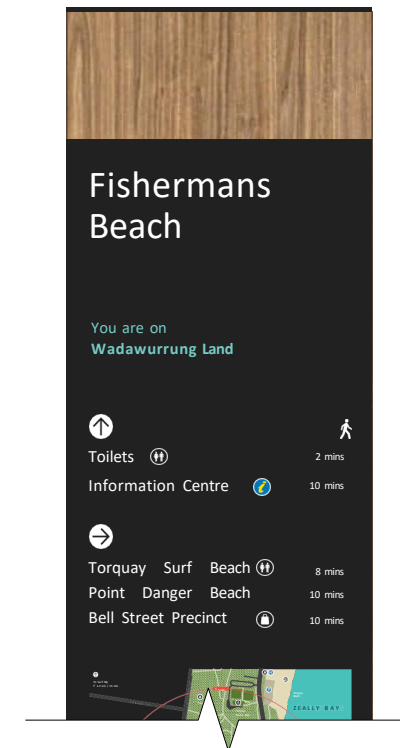 Fishermans
Beach
You are on
Wadawurrung Land
Toilets 2 mins
Information Centre i 10 mins
Torquay Surf Beach 8 mins
Point Danger Beach 10 mins
Bell Street Precinct 10 mins
ZEALLY BAY